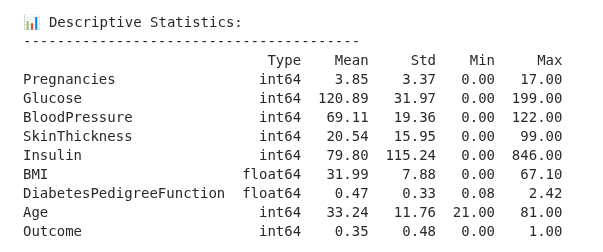 📊 Descriptive Statistics:
----------------------------------------
Type Mean Std Min Max
Pregnancies int64 3.85 3.37 0.00 17.00
Glucose int64 120.89 31.97 0.00 199.00
BloodPressure int64 69.11 19.36 0.00 122.00
SkinThickness int64 20.54 15.95 0.00 99.00
Insulin int64 79.80 115.24 0.00 846.00
BMI float64 31.99 7.88 0.00 67.10
DiabetesPedigreeFunction float64 0.47 0.33 0.08 2.42
Age int64 33.24 11.76 21.00 81.00
Outcome int64 0.35 0.48 0.00 1.00